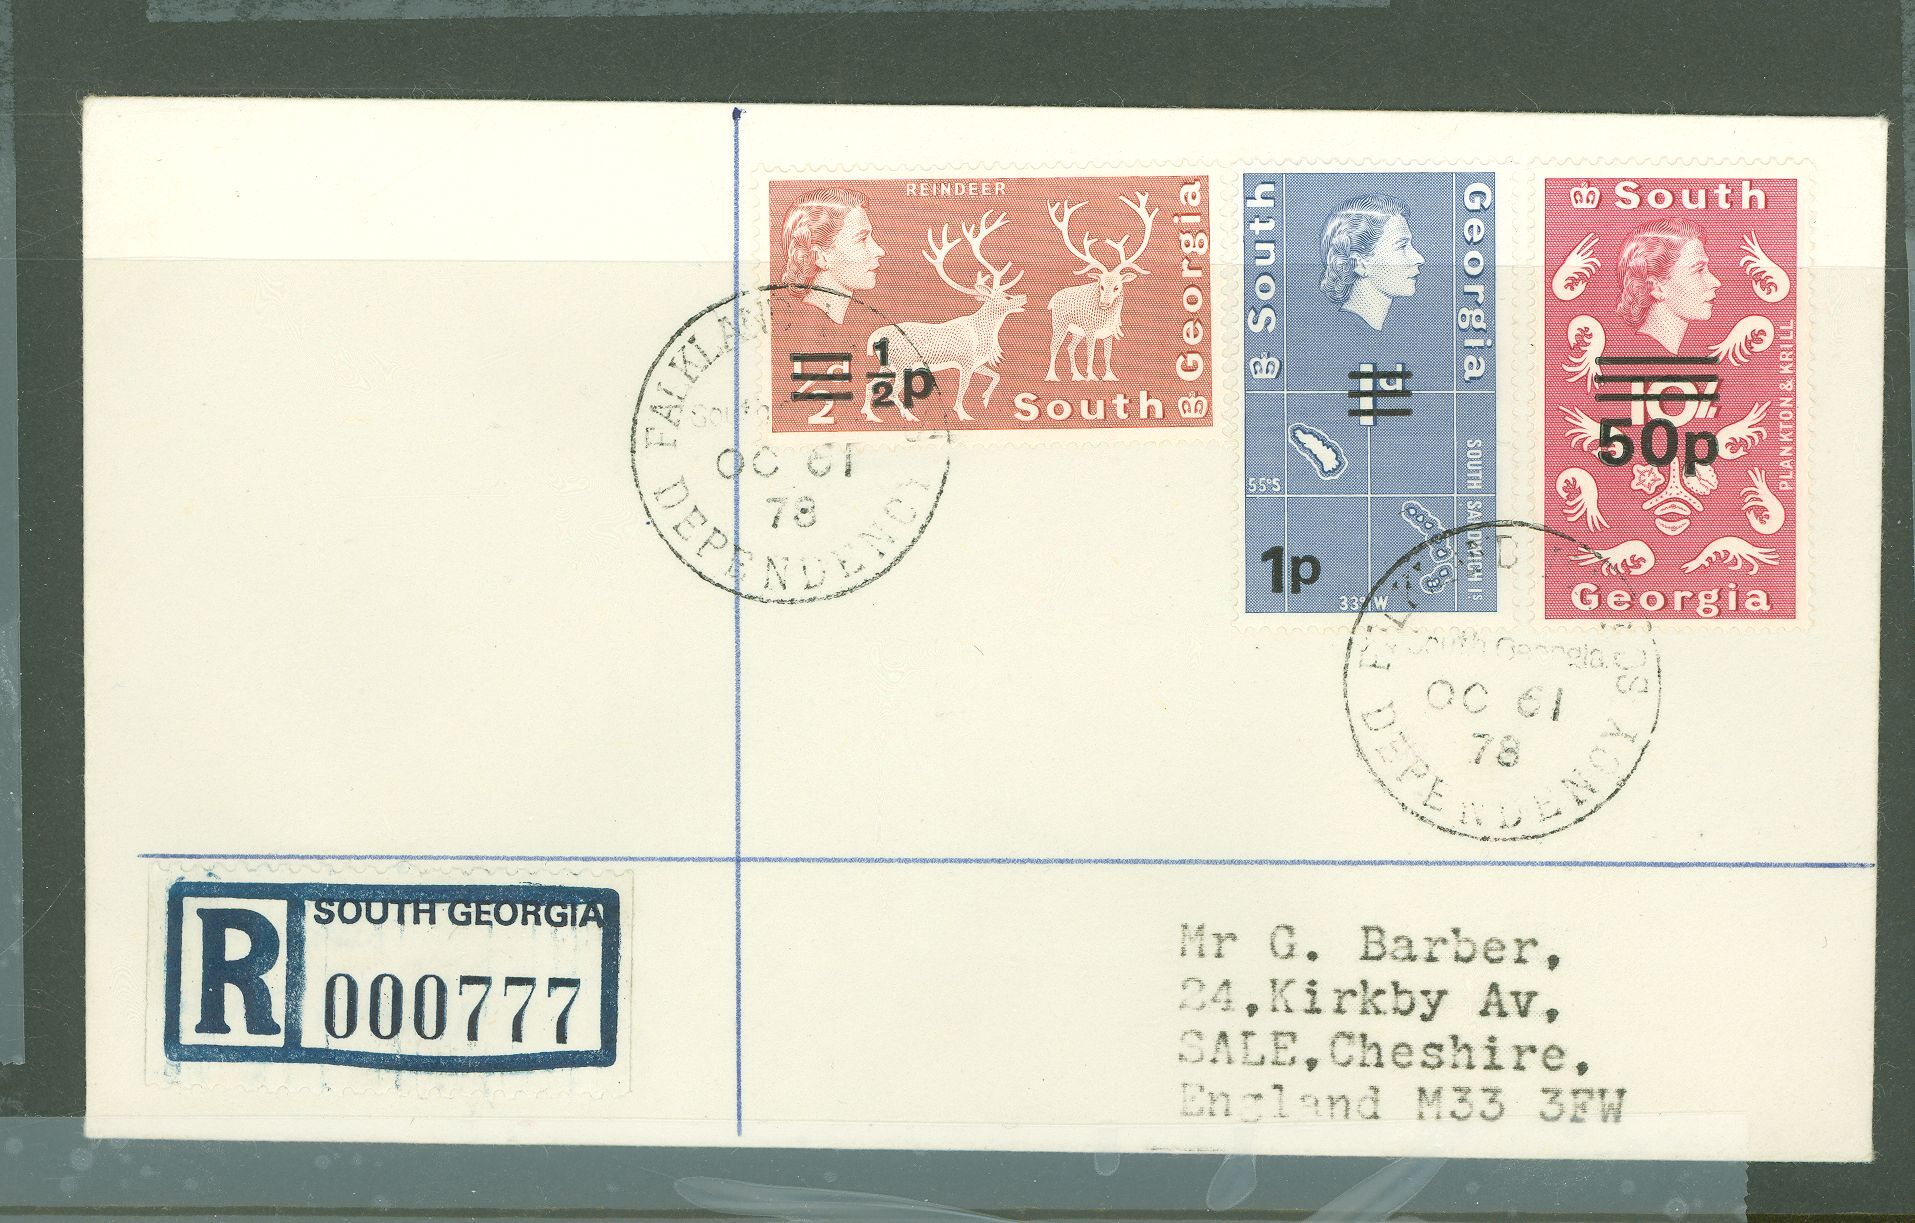 REINDEER
South Georgia
½p
South Georgia
1d
55°S
SOUTH SANDWICH Is
33° W
1p
South
10/-
50p
PLANKTON & KRILL
Georgia
FALKLAND
South
OC 61
78
DEPENDENCY
South Georgia
OC 61
78
DEPENDENCY
R
SOUTH GEORGIA
000777
Mr G. Barber,
24,Kirkby Av,
SALE,Cheshire,
England M33 3FW